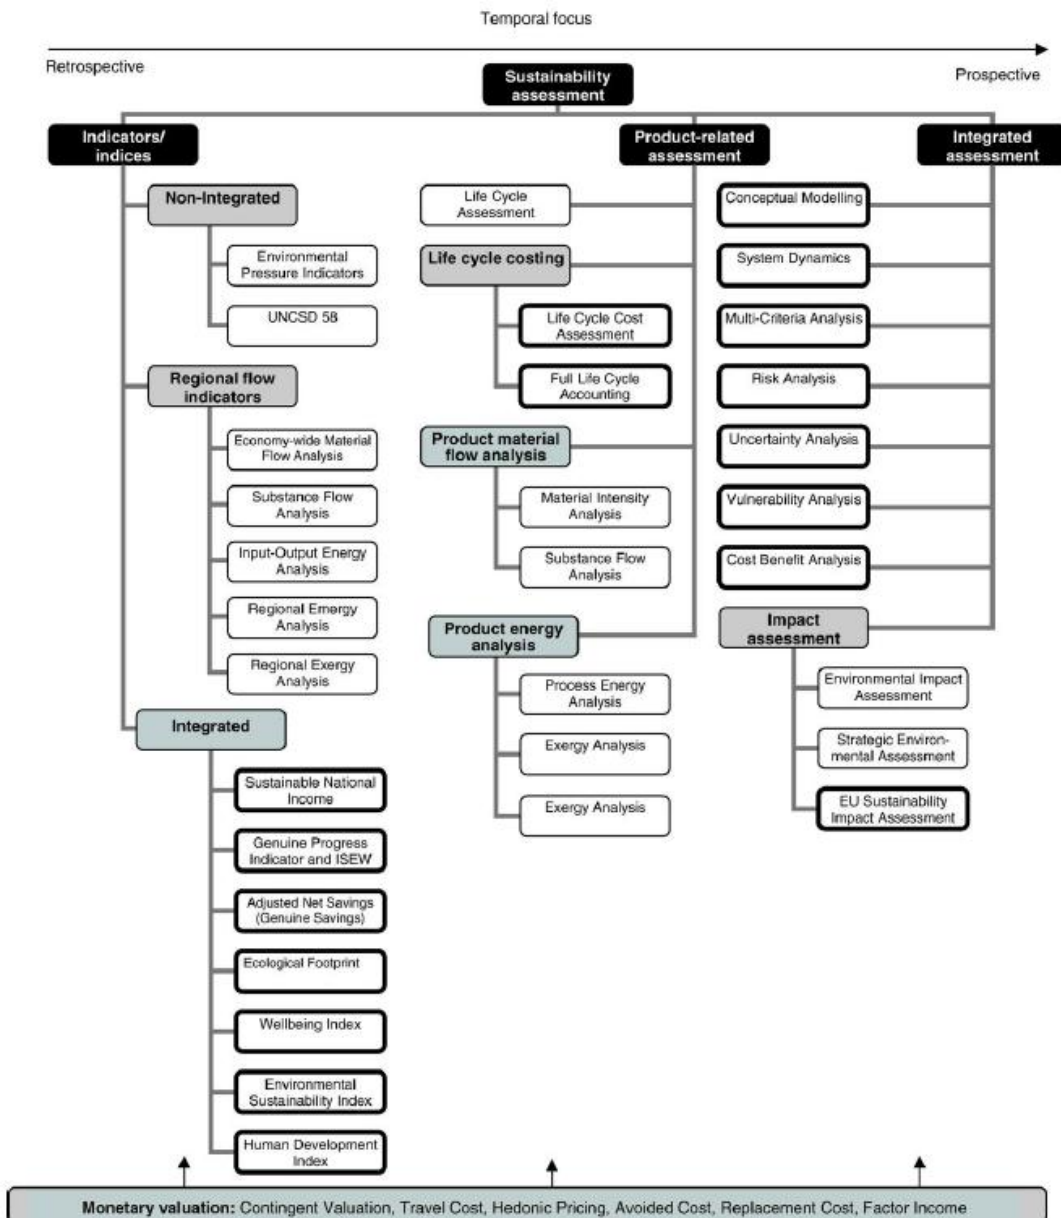 Temporal focus
Retrospective
Prospective
Sustainability
assessment
Indicators/
indices
Product-related
assessment
Integrated
assessment
Non-Integrated
Environmental
Pressure Indicators
UNCSD 58
Regional flow
indicators
Economy-wide Material
Flow Analysis
Substance Flow
Analysis
Input-Output Energy
Analysis
Regional Emergy
Analysis
Regional Exergy
Analysis
Integrated
Sustainable National
Income
Genuine Progress
Indicator and ISEW
Adjusted Net Savings
(Genuine Savings)
Ecological Footprint
Wellbeing Index
Environmental
Sustainability Index
Human Development
Index
Life Cycle
Assessment
Life cycle costing
Life Cycle Cost
Assessment
Full Life Cycle
Accounting
Product material
flow analysis
Material Intensity
Analysis
Substance Flow
Analysis
Product energy
analysis
Process Energy
Analysis
Exergy Analysis
Exergy Analysis
Conceptual Modelling
System Dynamics
Multi-Criteria Analysis
Risk Analysis
Uncertainty Analysis
Vulnerability Analysis
Cost Benefit Analysis
Impact
assessment
Environmental Impact
Assessment
Strategic Environ-
mental Assessment
EU Sustainability
Impact Assessment
Monetary valuation: Contingent Valuation, Travel Cost, Hedonic Pricing, Avoided Cost, Replacement Cost, Factor Income